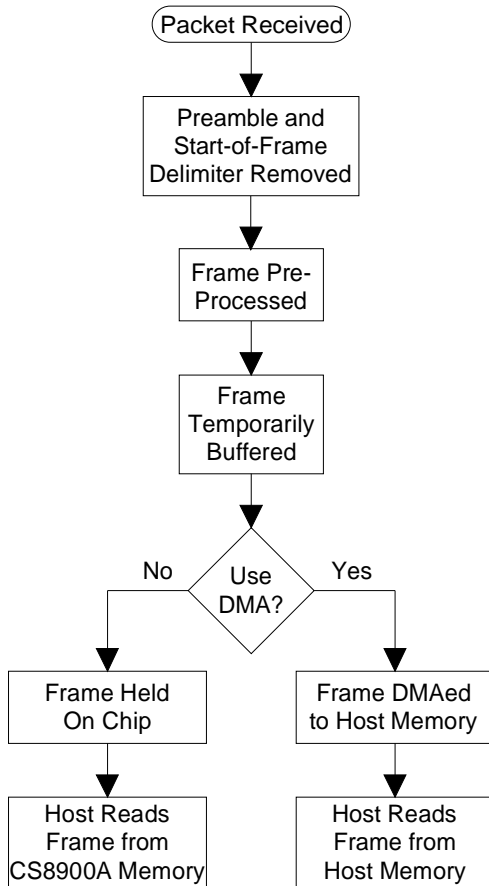 Packet Received
Preamble and
Start-of-Frame
Delimiter Removed
Frame Pre-
Processed
Frame
Temporarily
Buffered
Use
DMA?
No
Yes
Frame Held
On Chip
Frame DMAed
to Host Memory
Host Reads
Frame from
CS8900A Memory
Host Reads
Frame from
Host Memory